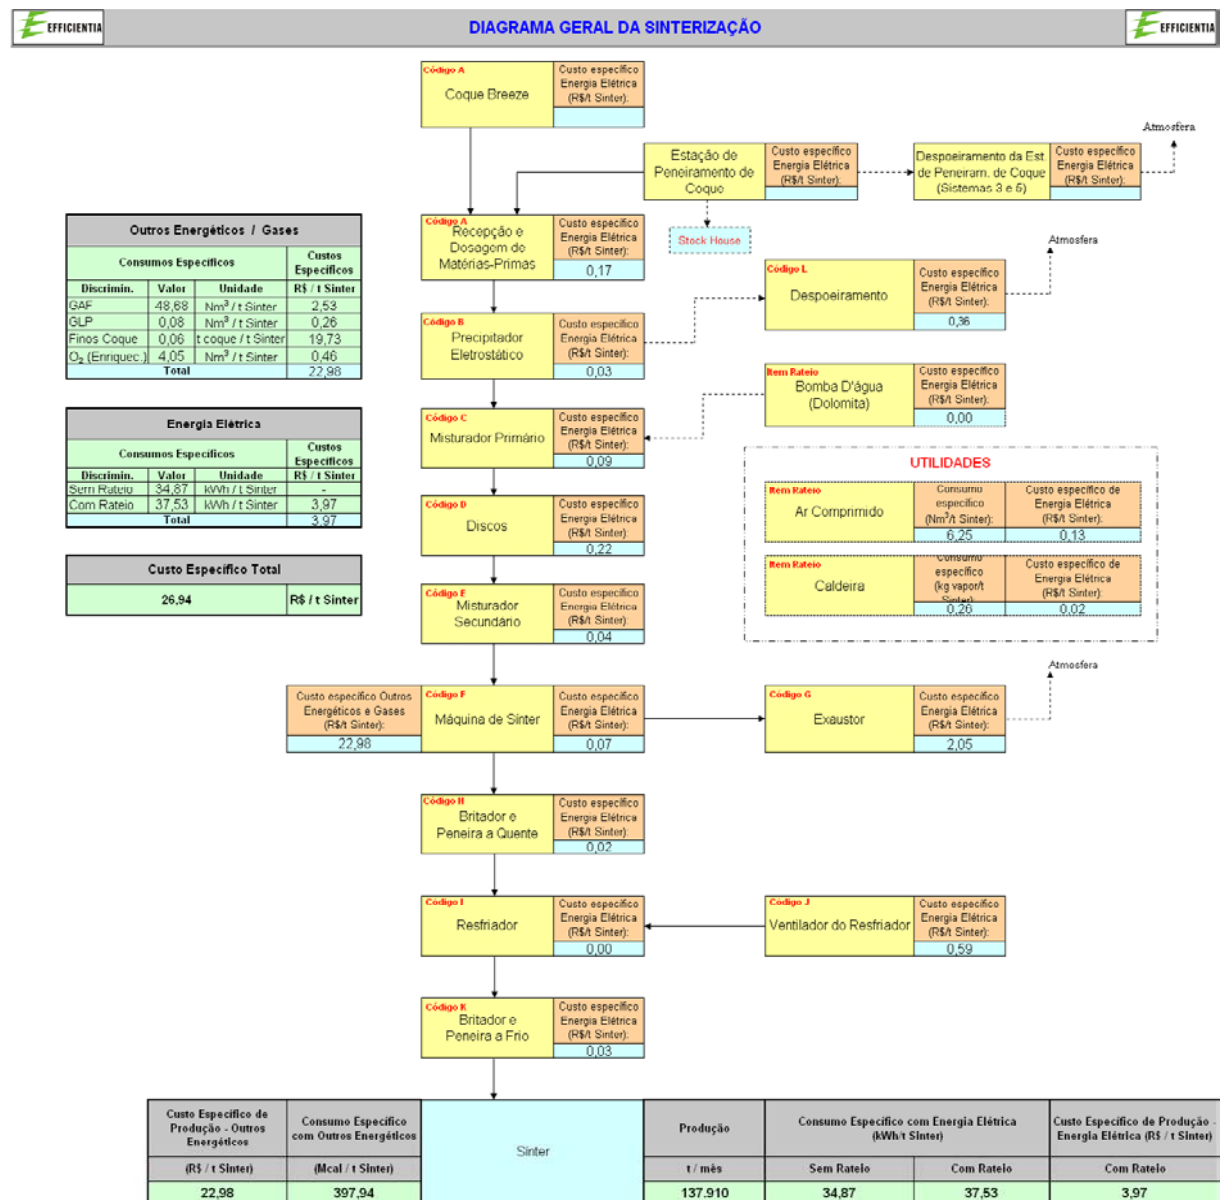 EFFICIENTIA
DIAGRAMA GERAL DA SINTERIZAÇÃO
EFFICIENTIA
Código A
Coque Breeze
Custo específico
Energia Elétrica
(R$/t Sinter):
Atmosfera
Estação de
Peneiramento de
Coque
Custo específico
Energia Elétrica
(R$/t Sinter):
Despoeiramento da Est.
de Peneiram. de Coque
(Sistemas 3 e 5)
Custo específico
Energia Elétrica
(R$/t Sinter):
Stock House
Outros Energéticos / Gases
Consumos Específicos
Custos
Específicos
Discrimin. Valor Unidade R$ / t Sinter
GAF 48,68 Nm³ / t Sinter 2,53
GLP 0,08 Nm³ / t Sinter 0,26
Finos Coque 0,06 t coque / t Sinter 19,73
O₂ (Enriquec.) 4,05 Nm³ / t Sinter 0,46
Total 22,98
Código A
Recepção e
Dosagem de
Matérias-Primas
Custo específico
Energia Elétrica
(R$/t Sinter):
0,17
Atmosfera
Código L
Despoeiramento
Custo específico
Energia Elétrica
(R$/t Sinter):
0,36
Código B
Precipitador
Eletrostático
Custo específico
Energia Elétrica
(R$/t Sinter):
0,03
Item Rateio
Bomba D'água
(Dolomita)
Custo específico
Energia Elétrica
(R$/t Sinter):
0,00
Energia Elétrica
Consumos Específicos
Custos
Específicos
Discrimin. Valor Unidade R$ / t Sinter
Sem Rateio 34,87 kWh / t Sinter -
Com Rateio 37,53 kWh / t Sinter 3,97
Total 3,97
Código C
Misturador Primário
Custo específico
Energia Elétrica
(R$/t Sinter):
0,09
UTILIDADES
Item Rateio
Ar Comprimido
Consumo
específico
(Nm³/t Sinter):
6,25
Custo específico de
Energia Elétrica
(R$/t Sinter):
0,13
Item Rateio
Caldeira
Consumo
específico
(kg vapor/t
Sinter):
0,26
Custo específico de
Energia Elétrica
(R$/t Sinter):
0,02
Código D
Discos
Custo específico
Energia Elétrica
(R$/t Sinter):
0,22
Custo Específico Total
26,94 R$ / t Sinter
Código E
Misturador
Secundário
Custo específico
Energia Elétrica
(R$/t Sinter):
0,04
Custo específico Outros
Energéticos e Gases
(R$/t Sinter):
22,98
Código F
Máquina de Sínter
Custo específico
Energia Elétrica
(R$/t Sinter):
0,07
Atmosfera
Código G
Exaustor
Custo específico
Energia Elétrica
(R$/t Sinter):
2,05
Código H
Britador e
Peneira a Quente
Custo específico
Energia Elétrica
(R$/t Sinter):
0,02
Código I
Resfriador
Custo específico
Energia Elétrica
(R$/t Sinter):
0,00
Código J
Ventilador do Resfriador
Custo específico
Energia Elétrica
(R$/t Sinter):
0,59
Código K
Britador e
Peneira a Frio
Custo específico
Energia Elétrica
(R$/t Sinter):
0,03
Custo Específico de
Produção - Outros
Energéticos
(R$ / t Sinter)
22,98
Consumo Específico
com Outros Energéticos
(Mcal / t Sinter)
397,94
Sínter
Produção
t / mês
137.910
Consumo Específico com Energia Elétrica
(kWh/t Sinter)
Sem Rateio Com Rateio
34,87 37,53
Custo Específico de Produção -
Energia Elétrica (R$ / t Sinter)
Com Rateio
3,97